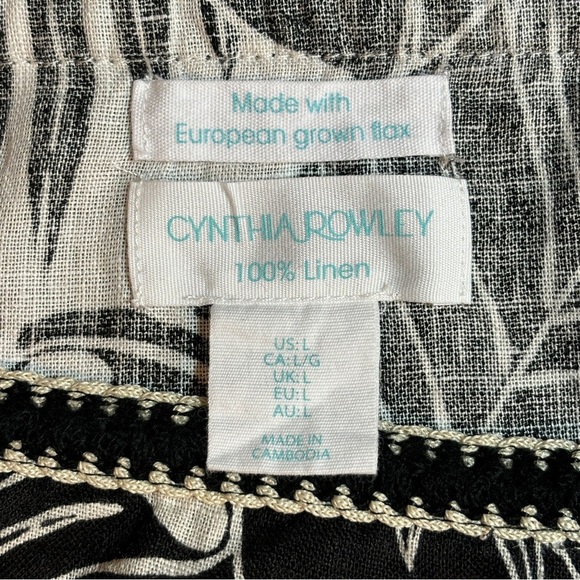 Made with
European grown flax
CYNTHIA ROWLEY
100% Linen
US: L
CA: L/G
UK: L
EU: L
AU: L
MADE IN
CAMBODIA